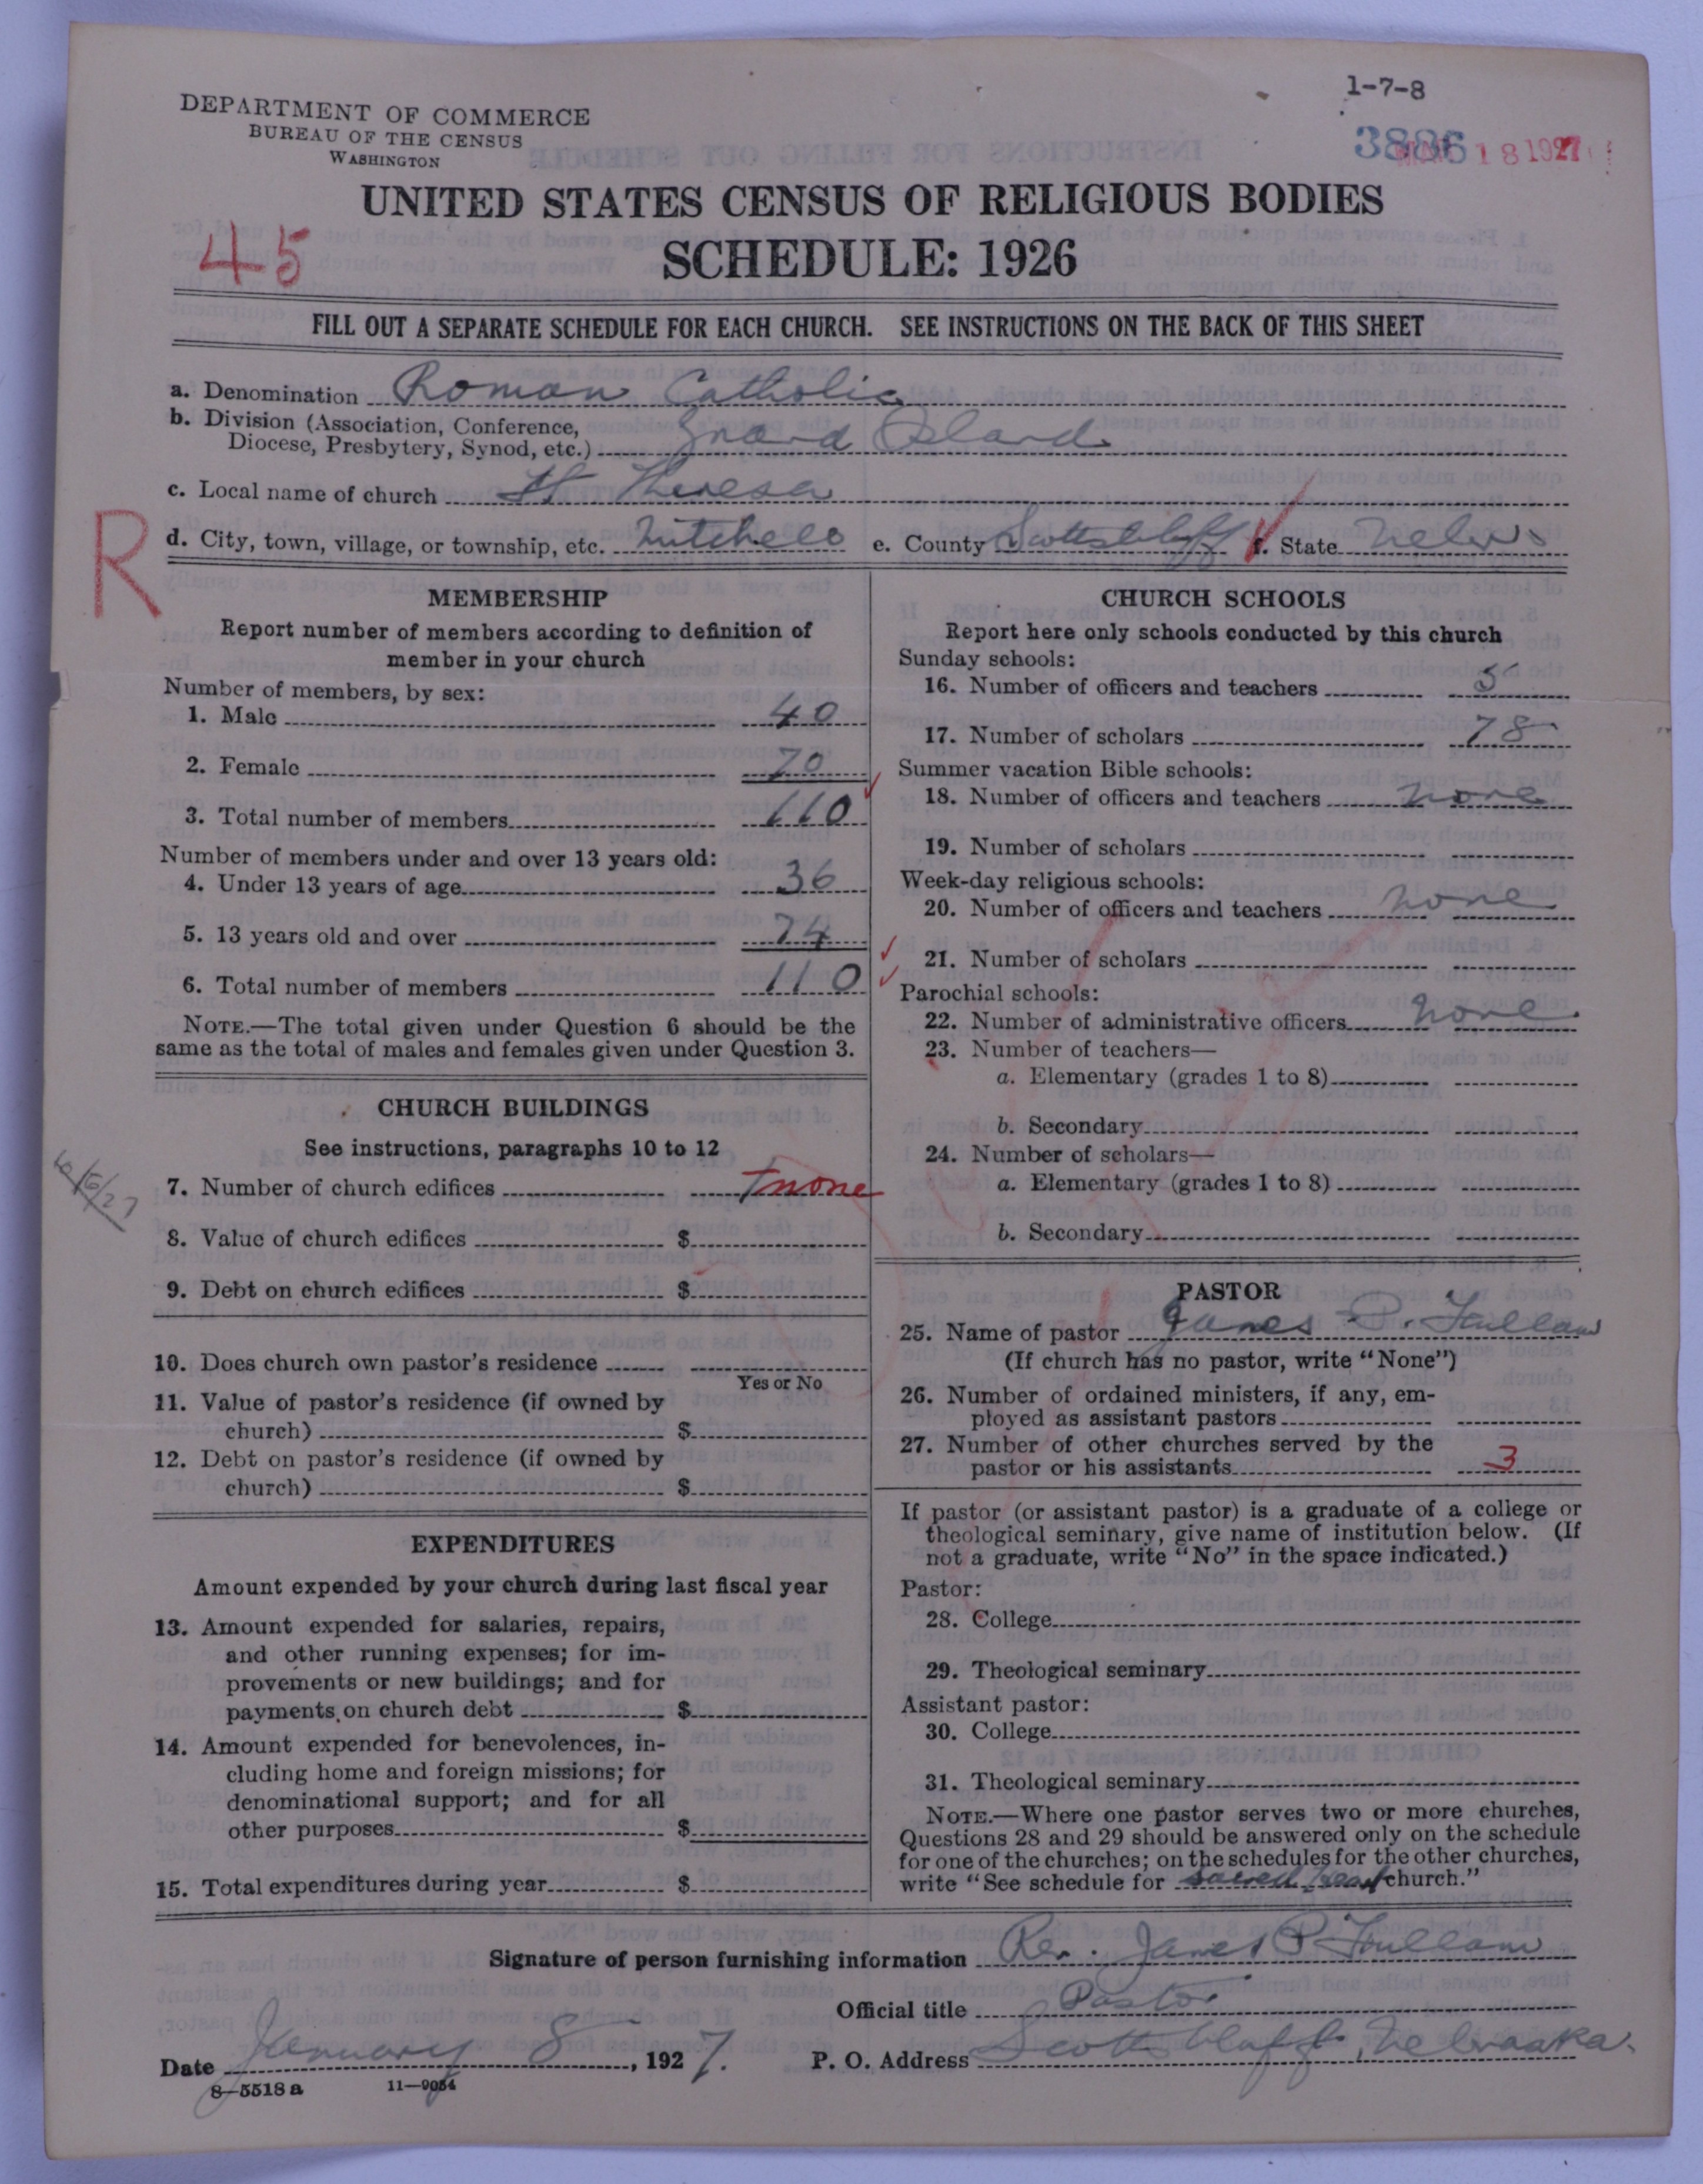 1-7-8
DEPARTMENT OF COMMERCE
BUREAU OF THE CENSUS
WASHINGTON
3886 18 1927
UNITED STATES CENSUS OF RELIGIOUS BODIES
45
SCHEDULE: 1926
FILL OUT A SEPARATE SCHEDULE FOR EACH CHURCH. SEE INSTRUCTIONS ON THE BACK OF THIS SHEET
a. Denomination Roman Catholic
b. Division (Association, Conference,
Diocese, Presbytery, Synod, etc.) Grand Island
c. Local name of church St Theresa
R
d. City, town, village, or township, etc. Mitchell e. County Scottsbluff f. State Nebr
MEMBERSHIP
Report number of members according to definition of
member in your church
Number of members, by sex:
1. Male 40
2. Female 70
3. Total number of members 110
Number of members under and over 13 years old:
4. Under 13 years of age 36
5. 13 years old and over 74
6. Total number of members 110
NOTE.—The total given under Question 6 should be the
same as the total of males and females given under Question 3.
CHURCH BUILDINGS
See instructions, paragraphs 10 to 12
7. Number of church edifices none
8. Value of church edifices $
9. Debt on church edifices $
10. Does church own pastor's residence
Yes or No
11. Value of pastor's residence (if owned by
church) $
12. Debt on pastor's residence (if owned by
church) $
EXPENDITURES
Amount expended by your church during last fiscal year
13. Amount expended for salaries, repairs,
and other running expenses; for im-
provements or new buildings; and for
payments on church debt $
14. Amount expended for benevolences, in-
cluding home and foreign missions; for
denominational support; and for all
other purposes $
15. Total expenditures during year $
CHURCH SCHOOLS
Report here only schools conducted by this church
Sunday schools:
16. Number of officers and teachers 5
17. Number of scholars 78
Summer vacation Bible schools:
18. Number of officers and teachers none
19. Number of scholars
Week-day religious schools:
20. Number of officers and teachers none
21. Number of scholars
Parochial schools:
22. Number of administrative officers none
23. Number of teachers—
a. Elementary (grades 1 to 8)
b. Secondary
24. Number of scholars—
a. Elementary (grades 1 to 8)
b. Secondary
PASTOR
25. Name of pastor James P.
(If church has no pastor, write "None")
26. Number of ordained ministers, if any, em-
ployed as assistant pastors
27. Number of other churches served by the
pastor or his assistants 3
If pastor (or assistant pastor) is a graduate of a college or
theological seminary, give name of institution below. (If
not a graduate, write "No" in the space indicated.)
Pastor:
28. College
29. Theological seminary
Assistant pastor:
30. College
31. Theological seminary
NOTE.—Where one pastor serves two or more churches,
Questions 28 and 29 should be answered only on the schedule
for one of the churches; on the schedules for the other churches,
write "See schedule for Sacred Heart church."
Signature of person furnishing information Rev. James P
Official title Pastor
Date January 8, 1927. P. O. Address Scottsbluff, Nebraska.
8-5518a 11-9054